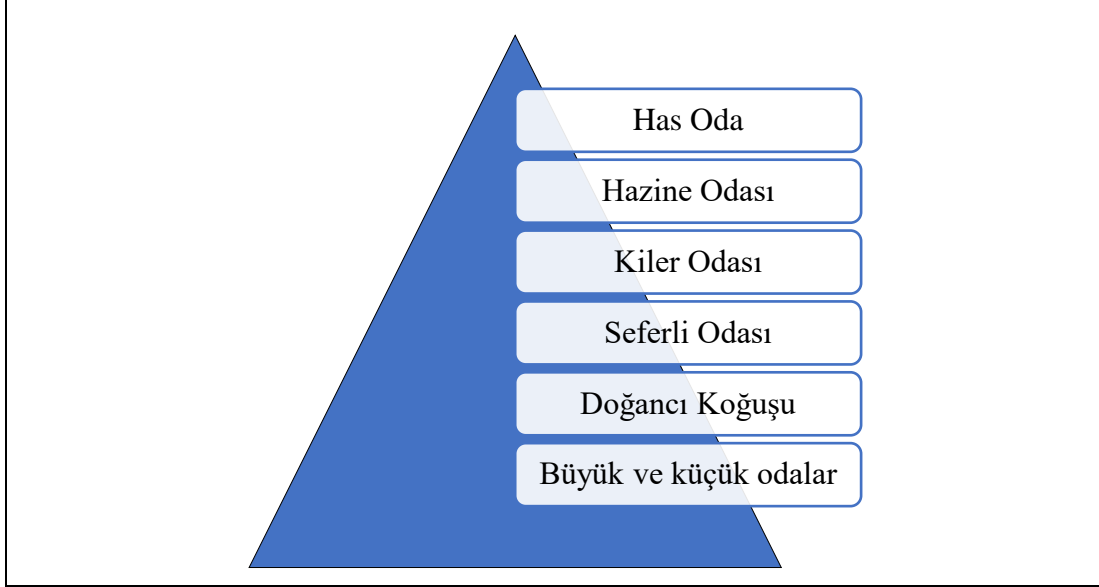 Has Oda
Hazine Odası
Kiler Odası
Seferli Odası
Doğancı Koğuşu
Büyük ve küçük odalar